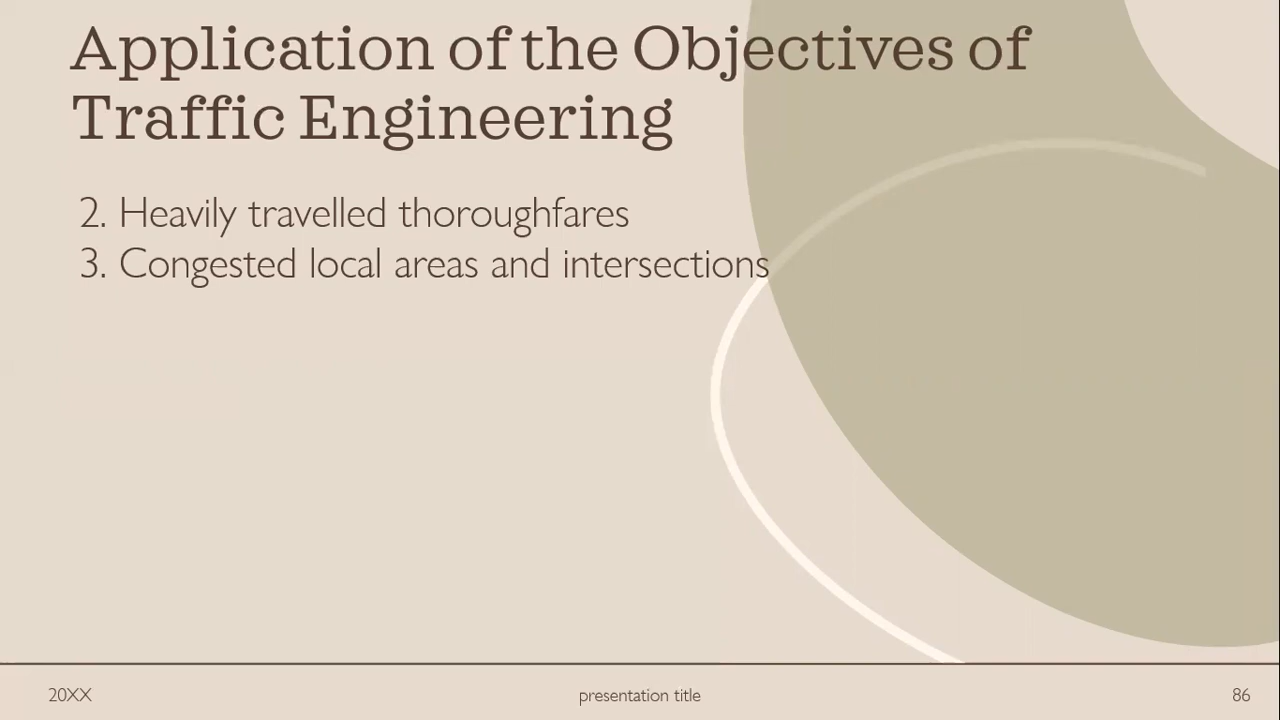 Application of the Objectives of
Traffic Engineering
2. Heavily travelled thoroughfares
3. Congested local areas and intersections
20XX
presentation title
86